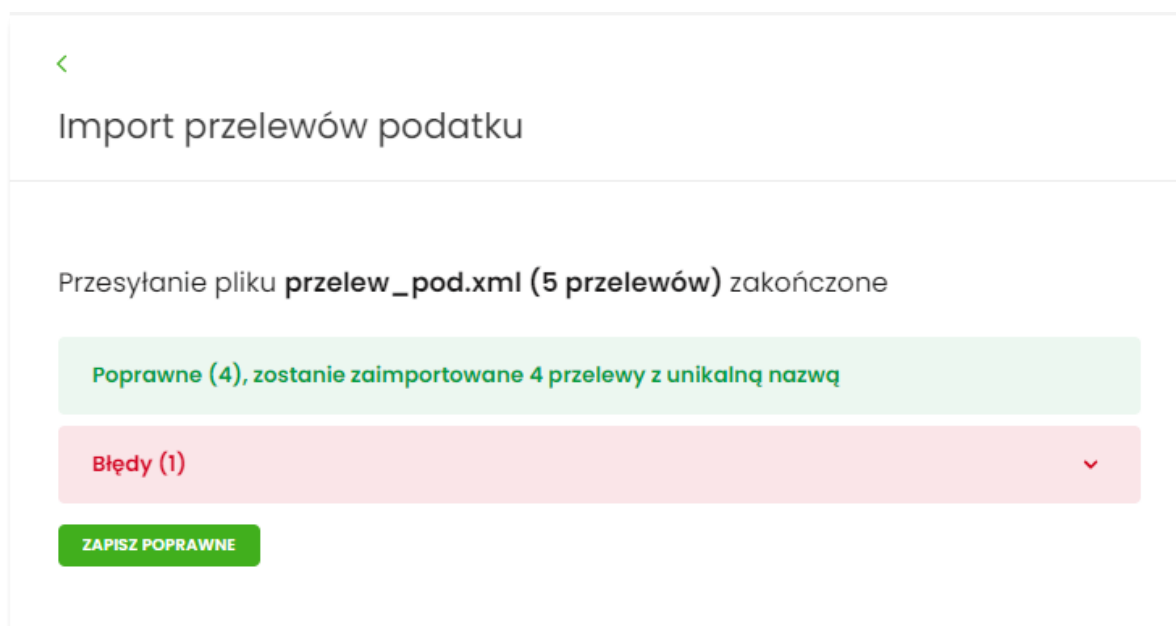 Import przelewów podatku
Przesyłanie pliku przelew_pod.xml (5 przelewów) zakończone
Poprawne (4), zostanie zaimportowane 4 przelewy z unikalną nazwą
Błędy (1)
ZAPISZ POPRAWNE